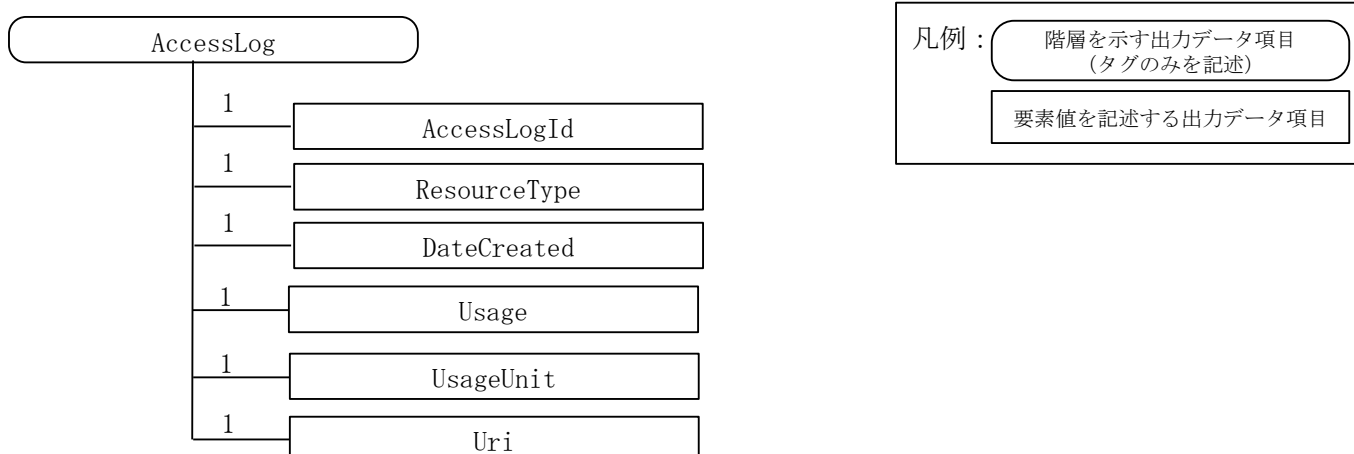 AccessLog
1
AccessLogId
1
ResourceType
1
DateCreated
1
Usage
1
UsageUnit
1
Uri
凡例：
階層を示す出力データ項目
(タグのみを記述)
要素値を記述する出力データ項目